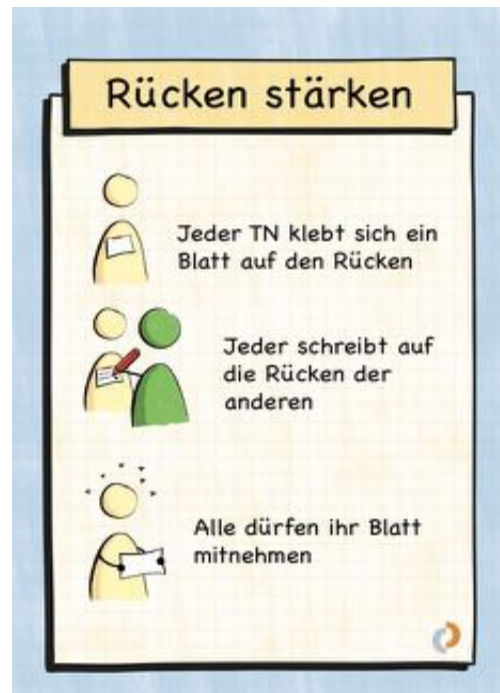 Rücken stärken
Jeder TN klebt sich ein
Blatt auf den Rücken
Jeder schreibt auf
die Rücken der
anderen
Alle dürfen ihr Blatt
mitnehmen